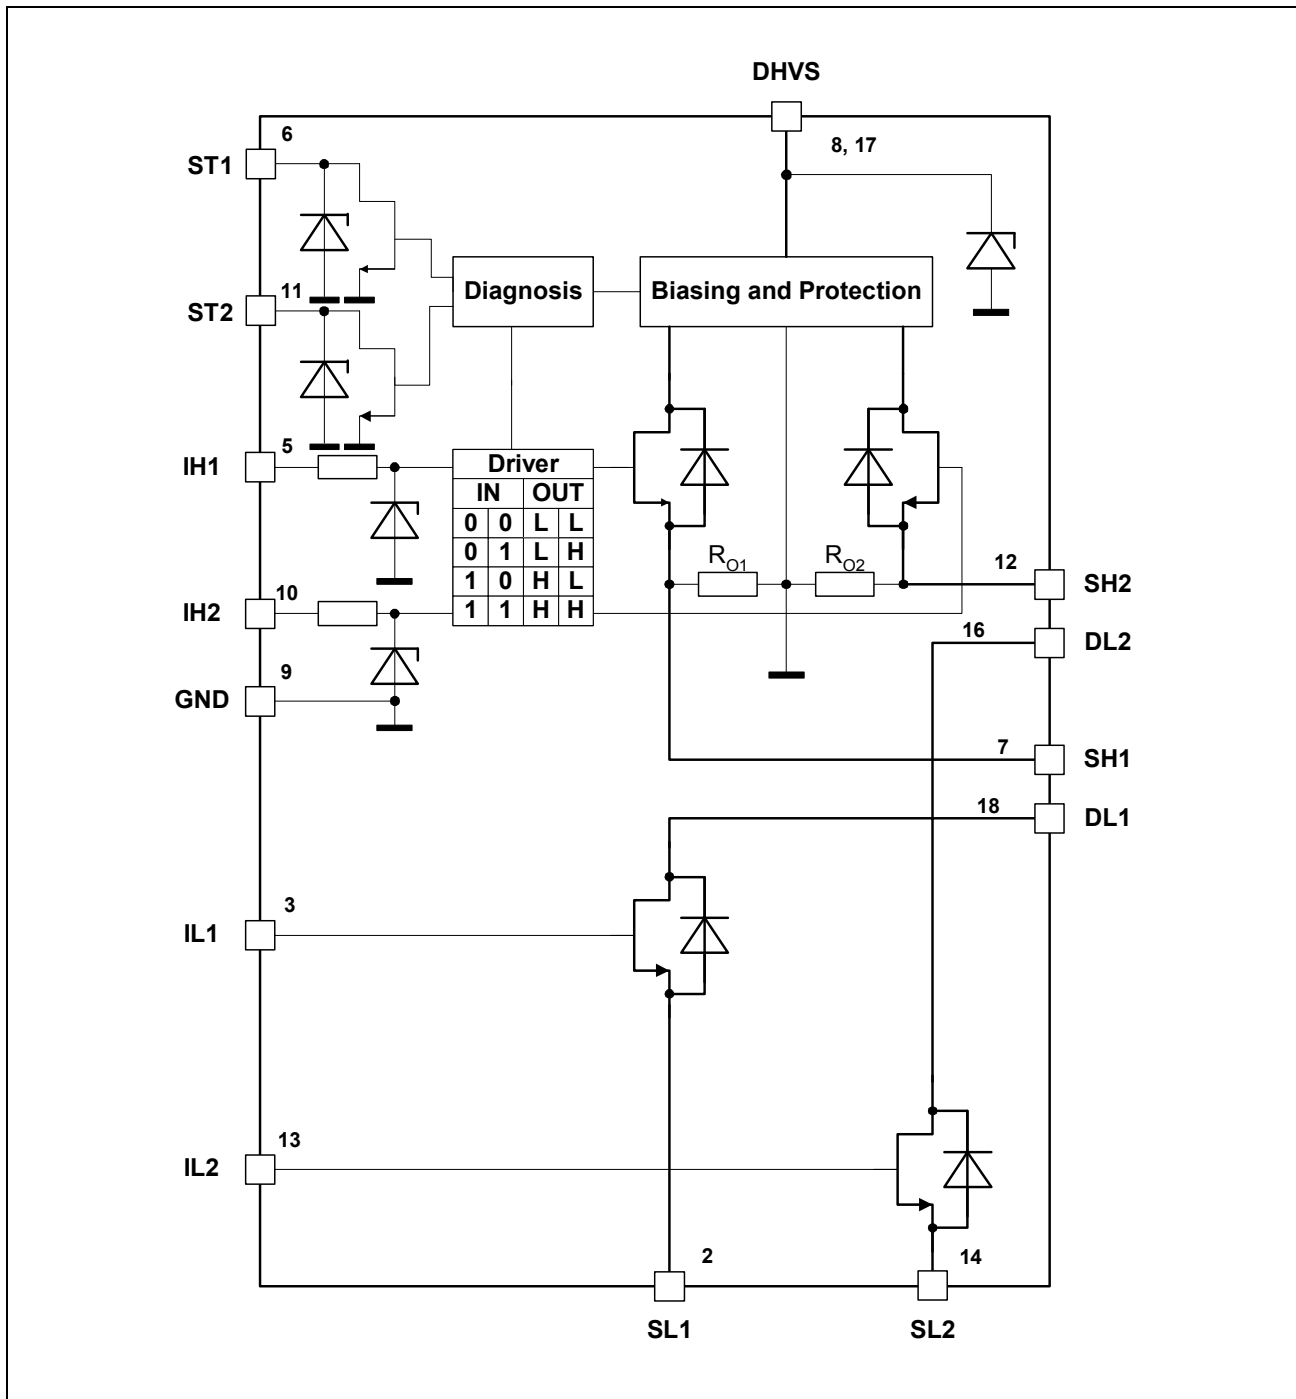 DHVS
8, 17
6
ST1
11
ST2
Diagnosis
Biasing and Protection
5
IH1
Driver
IN OUT
0 0 L L
0 1 L H
1 0 H L
1 1 H H
RO1
RO2
12
SH2
10
IH2
16
DL2
9
GND
7
SH1
18
DL1
3
IL1
13
IL2
2
14
SL1
SL2